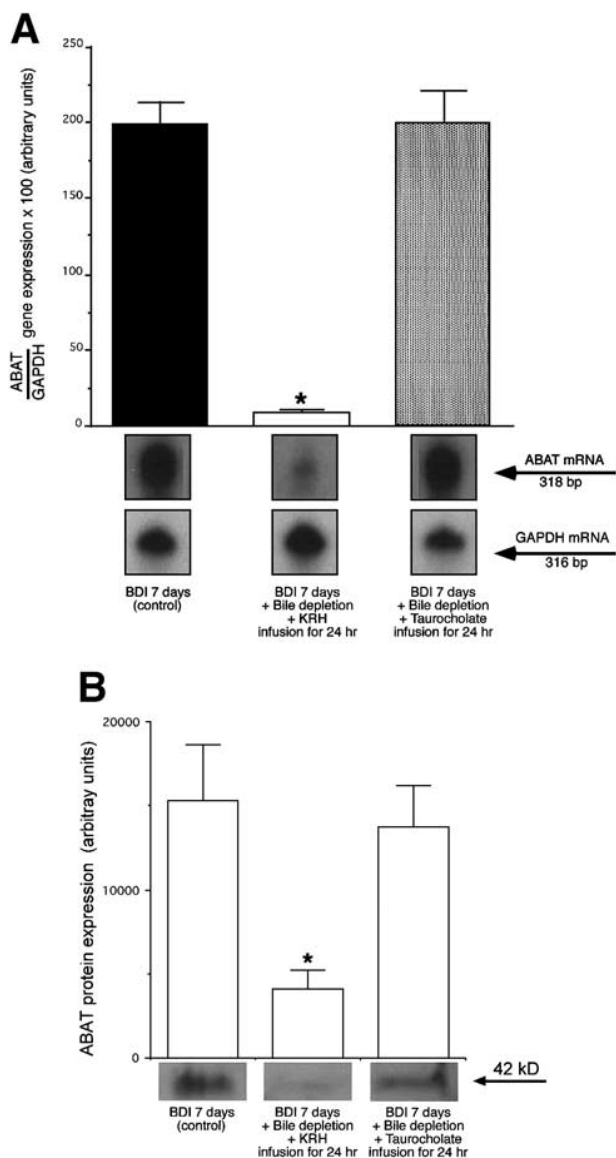 A
ABAT
GAPDH
gene expression x 100 (arbitrary units)
250
200
150
100
50
0
*
ABAT mRNA
318 bp
GAPDH mRNA
316 bp
BDI 7 days
(control)
BDI 7 days
+ Bile depletion
+ KRH
infusion for 24 hr
BDI 7 days
+ Bile depletion
+ Taurocholate
infusion for 24 hr
B
ABAT protein expression (arbitray units)
20000
10000
0
*
42 kD
BDI 7 days
(control)
BDI 7 days
+ Bile depletion
+ KRH
infusion for 24 hr
BDI 7 days
+ Bile depletion
+ Taurocholate
infusion for 24 hr